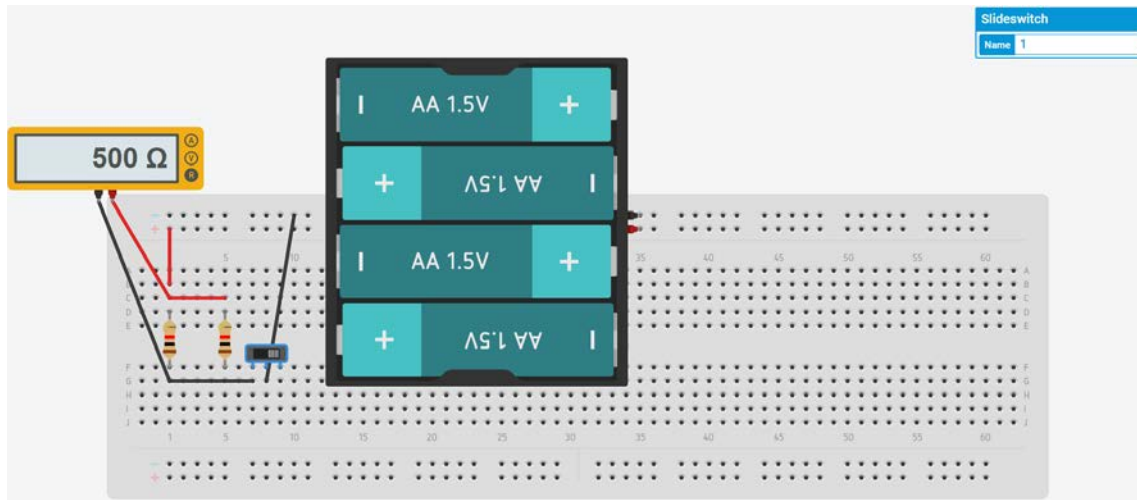 Slideswitch
Name 1
AA 1.5V
500 Ω
A
V
R
AA 1.5V
AA 1.5V
AA 1.5V
5 10 35 40 45 50 55 60
A A
B B
C C
D D
E E
F F
G G
H H
I I
J J
1 5 10 15 20 25 30 35 40 45 50 55 60